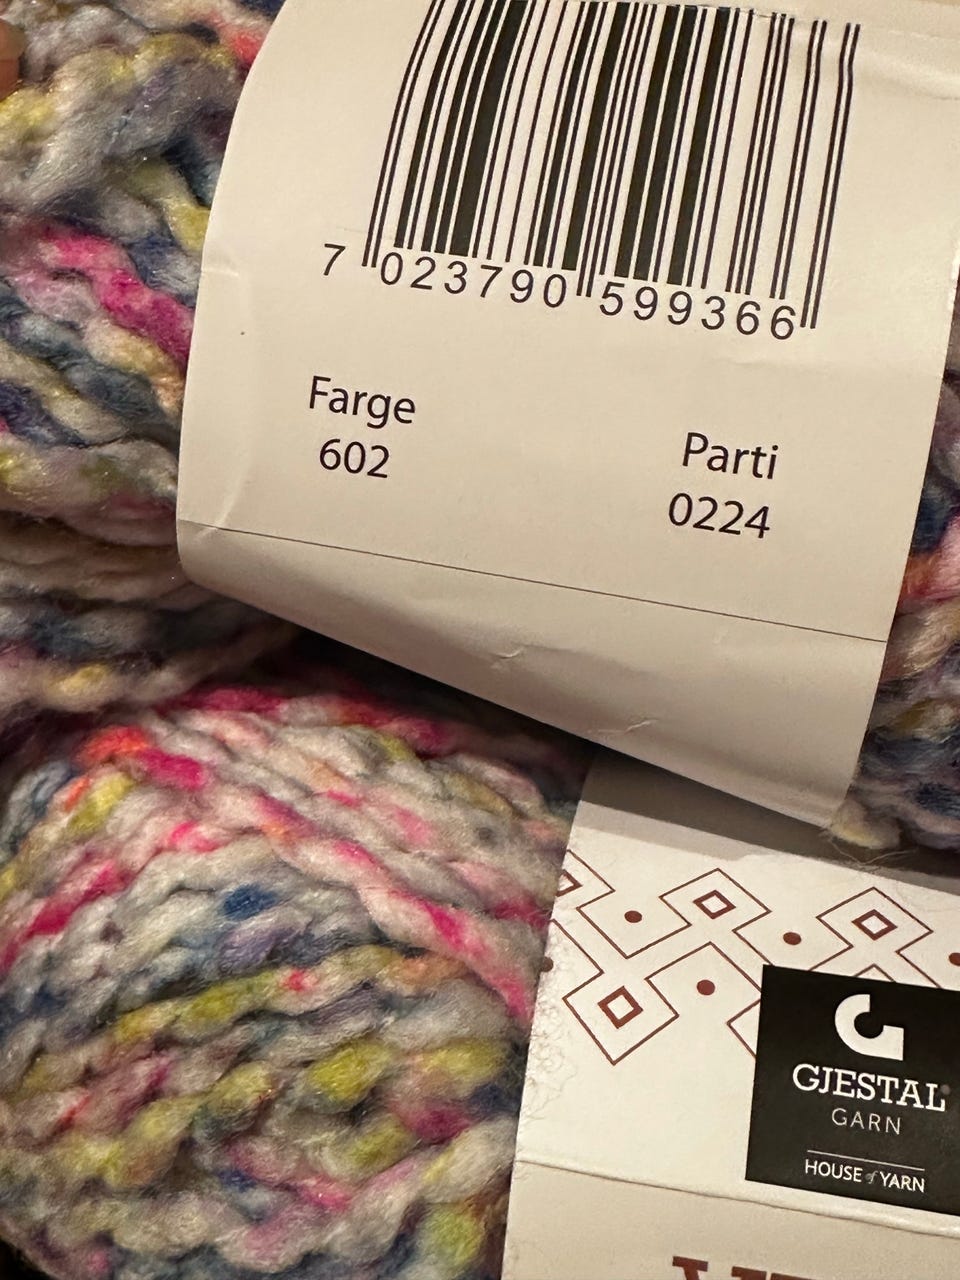 7 023790 599366
Farge
602
Parti
0224
GJESTAL
GARN
HOUSE of YARN